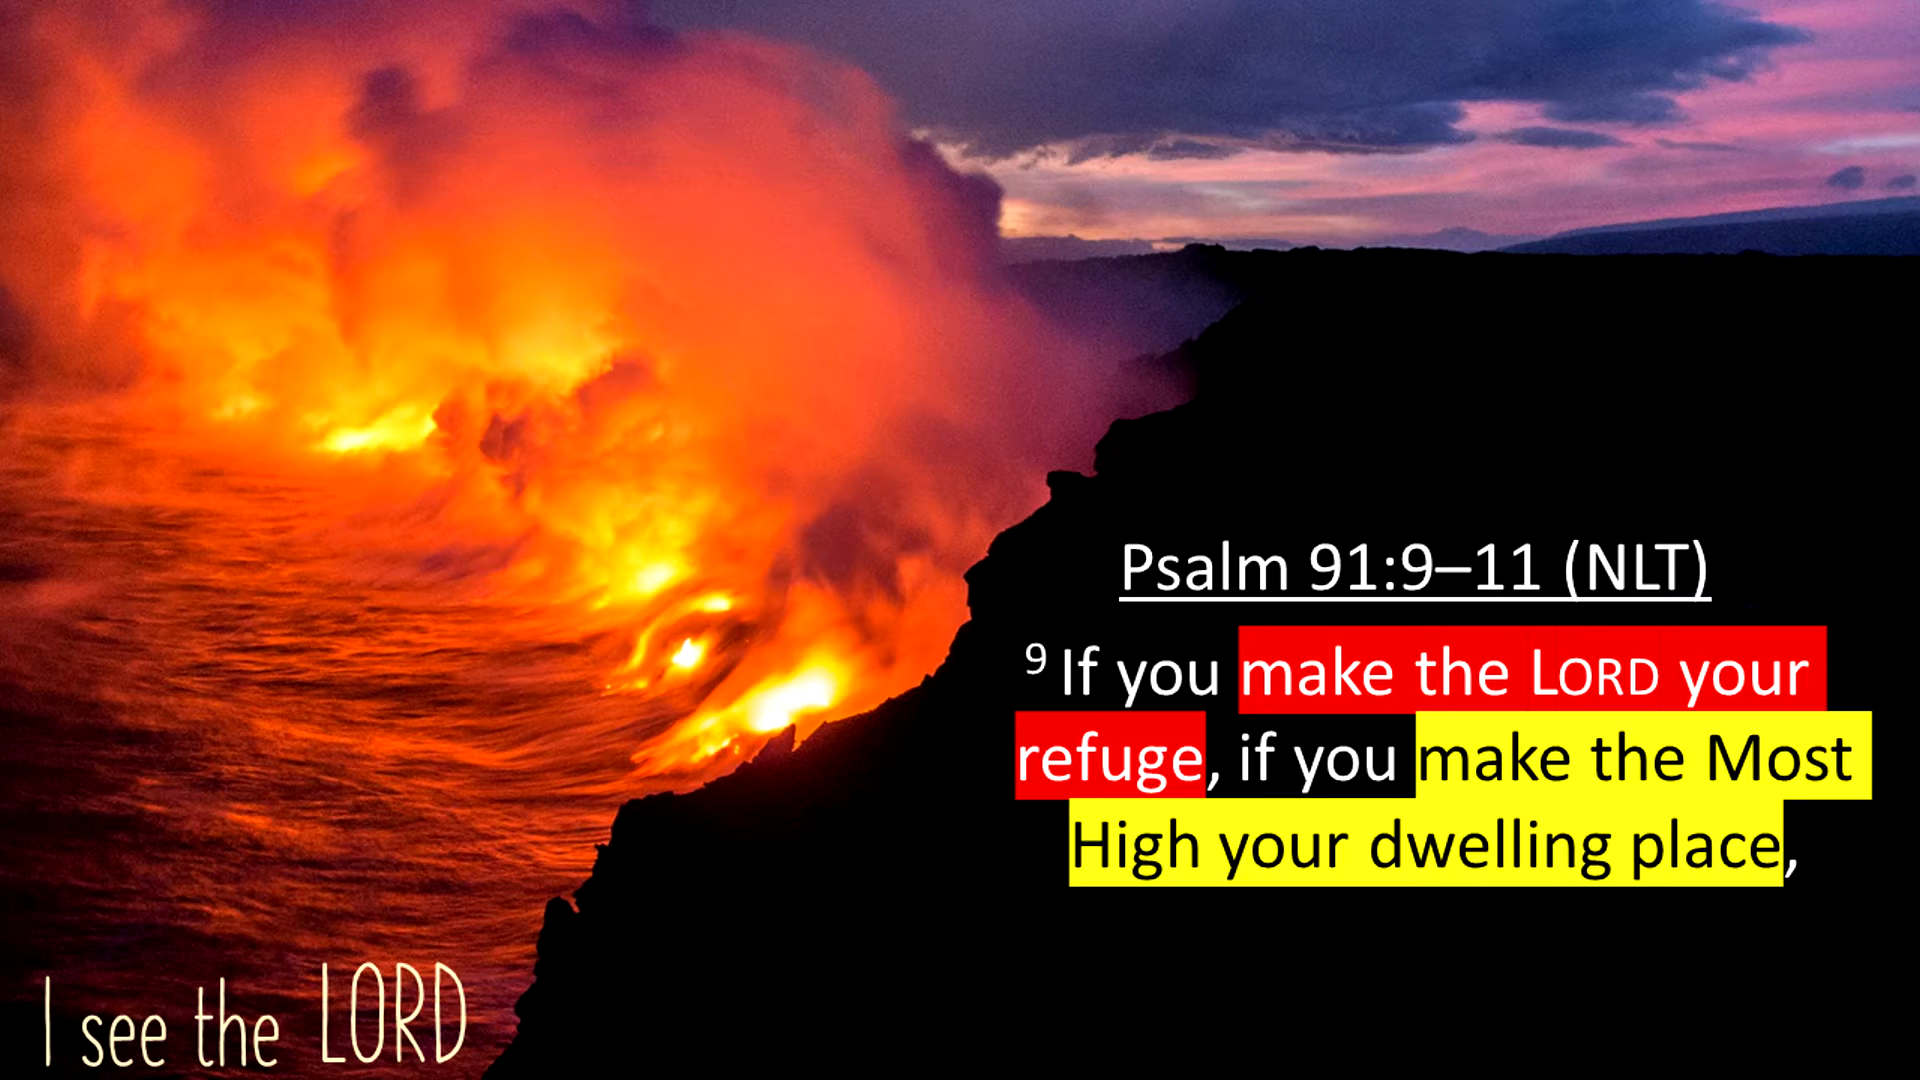 Psalm 91:9–11 (NLT)
⁹ If you make the LORD your
refuge, if you make the Most
High your dwelling place,
I see the LORD